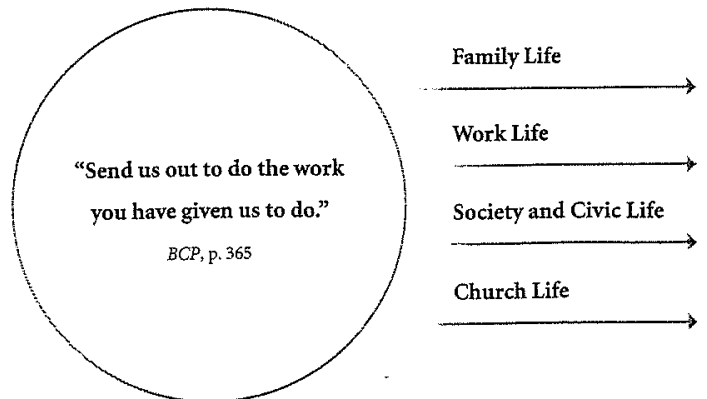 “Send us out to do the work
you have given us to do.”
BCP, p. 365
Family Life
Work Life
Society and Civic Life
Church Life